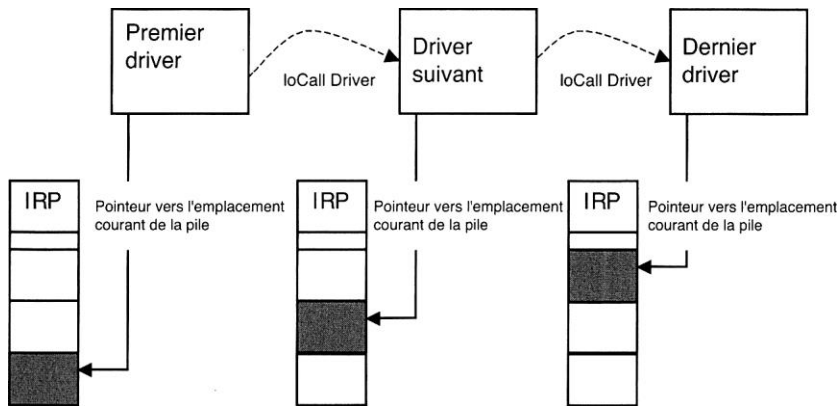 Premier
driver
IoCall Driver
Driver
suivant
IoCall Driver
Dernier
driver
IRP
Pointeur vers l'emplacement
courant de la pile
IRP
Pointeur vers l'emplacement
courant de la pile
IRP
Pointeur vers l'emplacement
courant de la pile